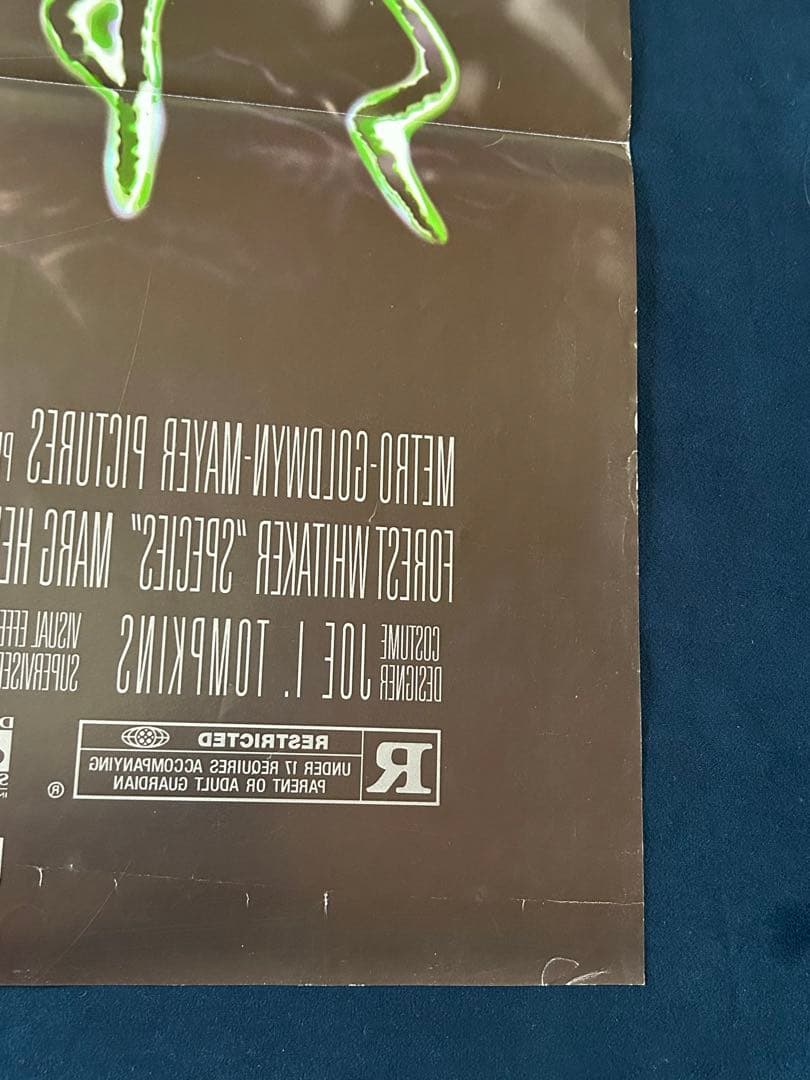 METRO-GOLDWYN-MAYER PICTURES
FOREST WHITAKER "SPECIES" MARG
COSTUME
DESIGNER JOE I. TOMPKINS VISUAL
R RESTRICTED
UNDER 17 REQUIRES ACCOMPANYING
PARENT OR ADULT GUARDIAN
®